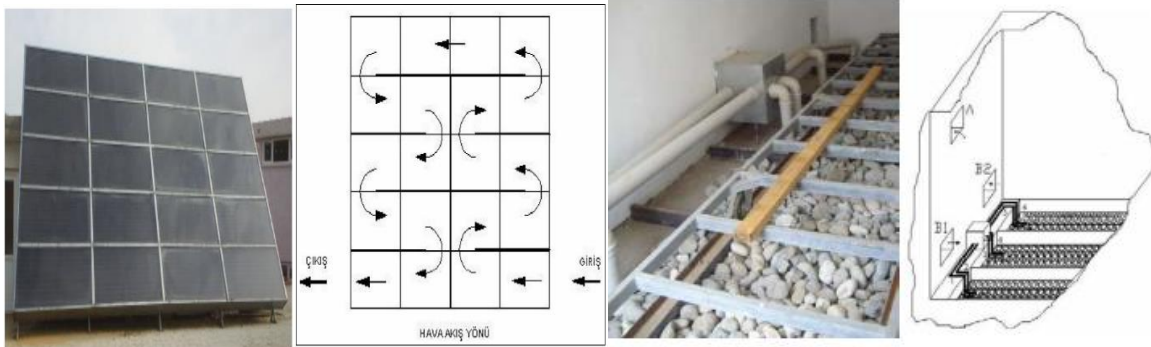 ÇIKIŞ
GİRİŞ
HAVA AKIŞ YÖNÜ
A
B2
B1